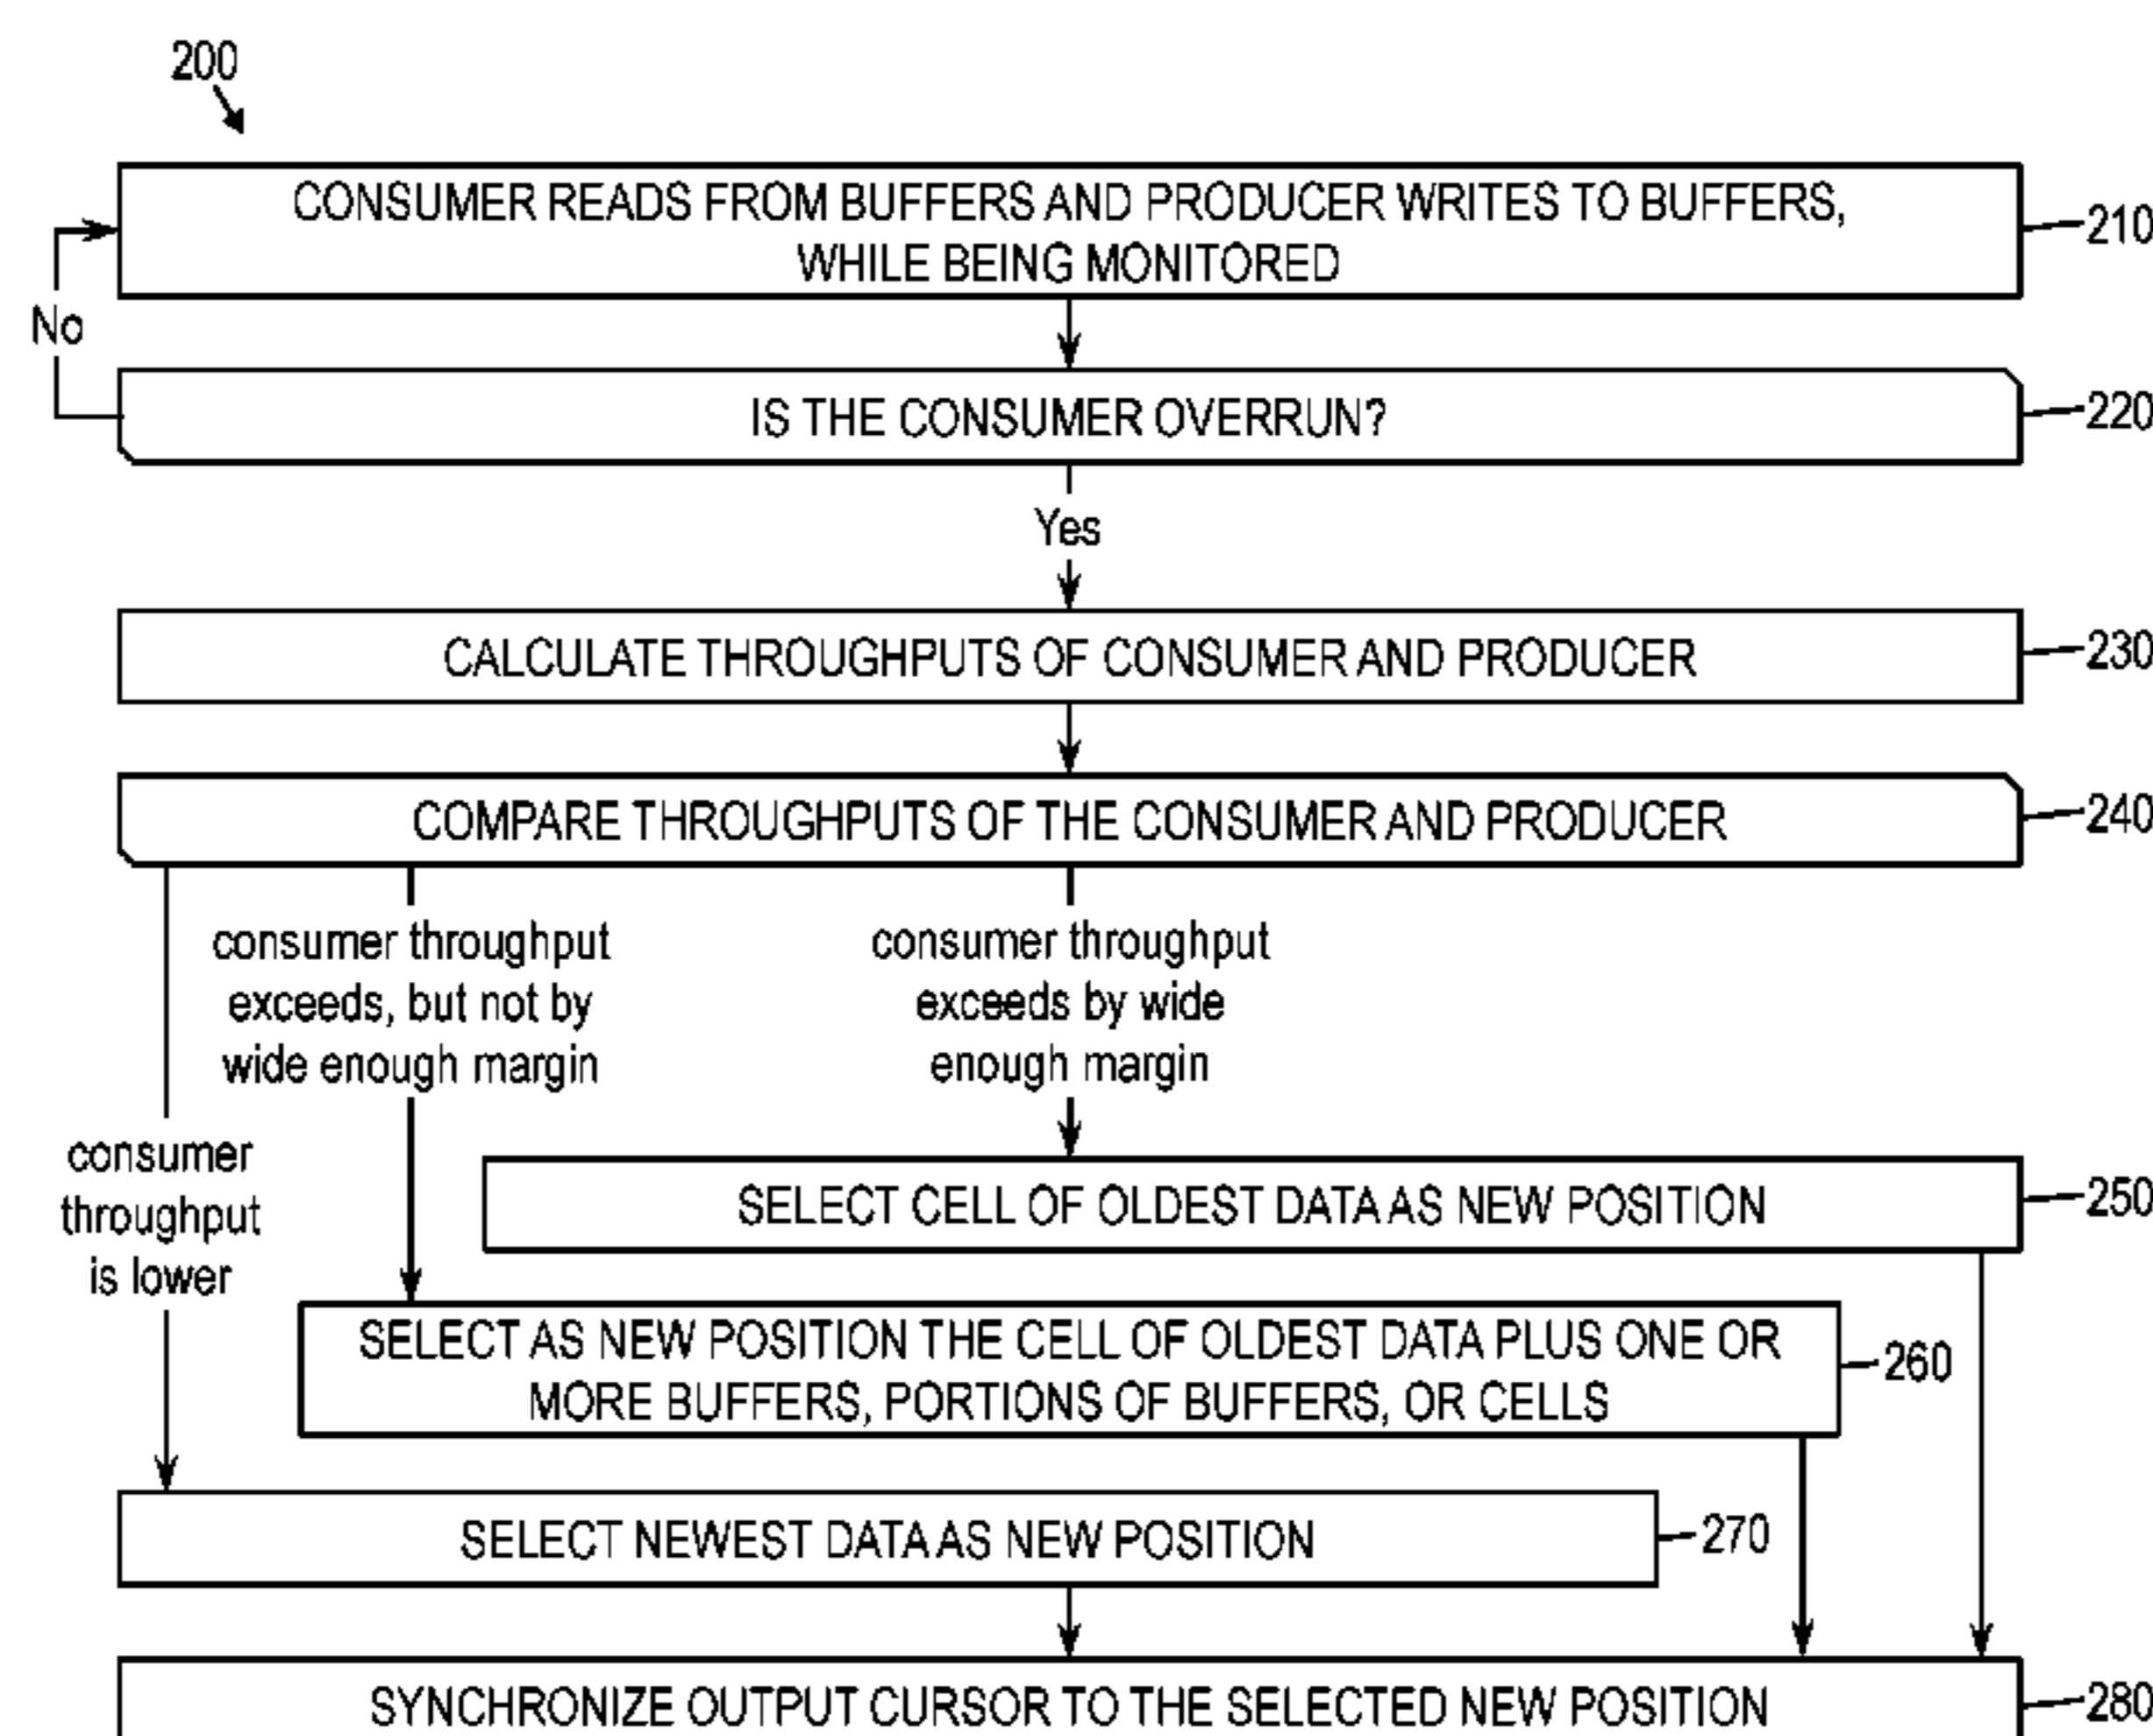 200
CONSUMER READS FROM BUFFERS AND PRODUCER WRITES TO BUFFERS,
WHILE BEING MONITORED
210
No
IS THE CONSUMER OVERRUN?
220
Yes
CALCULATE THROUGHPUTS OF CONSUMER AND PRODUCER
230
COMPARE THROUGHPUTS OF THE CONSUMER AND PRODUCER
240
consumer throughput
exceeds, but not by
wide enough margin
consumer throughput
exceeds by wide
enough margin
consumer
throughput
is lower
SELECT CELL OF OLDEST DATA AS NEW POSITION
250
SELECT AS NEW POSITION THE CELL OF OLDEST DATA PLUS ONE OR
MORE BUFFERS, PORTIONS OF BUFFERS, OR CELLS
260
SELECT NEWEST DATA AS NEW POSITION
270
SYNCHRONIZE OUTPUT CURSOR TO THE SELECTED NEW POSITION
280